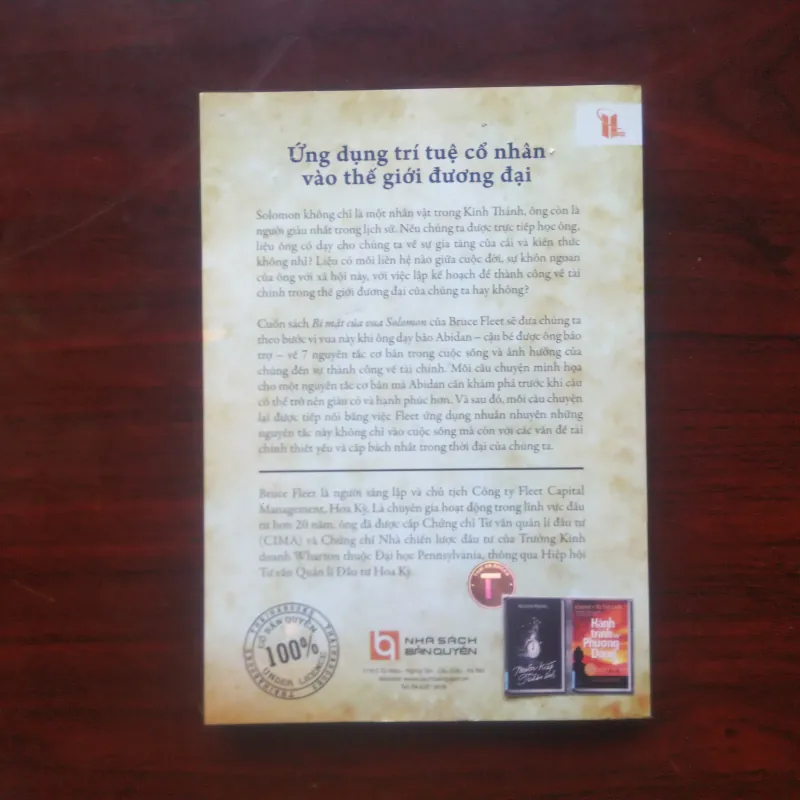 Ứng dụng trí tuệ cổ nhân
vào thế giới đương đại
Solomon không chỉ là một nhân vật trong Kinh Thánh, ông còn là
người giàu nhất trong lịch sử. Nếu chúng ta được trực tiếp học ông,
liệu ông có dạy cho chúng ta về sự gia tăng của cải và kiến thức
không nhỉ? Liệu có mối liên hệ nào giữa cuộc đời, sự khôn ngoan
của ông với xã hội này, với việc lập kế hoạch để thành công về tài
chính trong thế giới đương đại của chúng ta hay không?
Cuốn sách Bí mật của vua Solomon của Bruce Fleet sẽ đưa chúng ta
theo bước vị vua này khi ông dạy bảo Abidan – cậu bé được ông bảo
trợ – về 7 nguyên tắc cơ bản trong cuộc sống và ảnh hưởng của
chúng đến sự thành công về tài chính. Mỗi câu chuyện minh họa
cho một nguyên tắc cơ bản mà Abidan cần khám phá trước khi cậu
có thể trở nên giàu có và hạnh phúc hơn. Và sau đó, mỗi câu chuyện
lại được tiếp nối bằng việc Fleet ứng dụng nhuần nhuyễn những
nguyên tắc này không chỉ vào cuộc sống mà còn với các vấn đề tài
chính thiết yếu và cấp bách nhất trong thời đại của chúng ta.
Bruce Fleet là người sáng lập và chủ tịch Công ty Fleet Capital
Management, Hoa Kỳ. Là chuyên gia hoạt động trong lĩnh vực đầu
tư hơn 20 năm, ông đã được cấp Chứng chỉ Tư vấn quản lí đầu tư
(CIMA) và Chứng chỉ Nhà chiến lược đầu tư của Trường Kinh
doanh Wharton thuộc Đại học Pennsylvania, thông qua Hiệp hội
Tư vấn Quản lí Đầu tư Hoa Kỳ.
T
THAIHABOOKS
CÓ BẢN QUYỀN
100%
UNDER LICENSE
NHÀ SÁCH
BẢN QUYỀN
Muôn Kiếp
Nhân Sinh
Hành
trình về
Phương
Đông